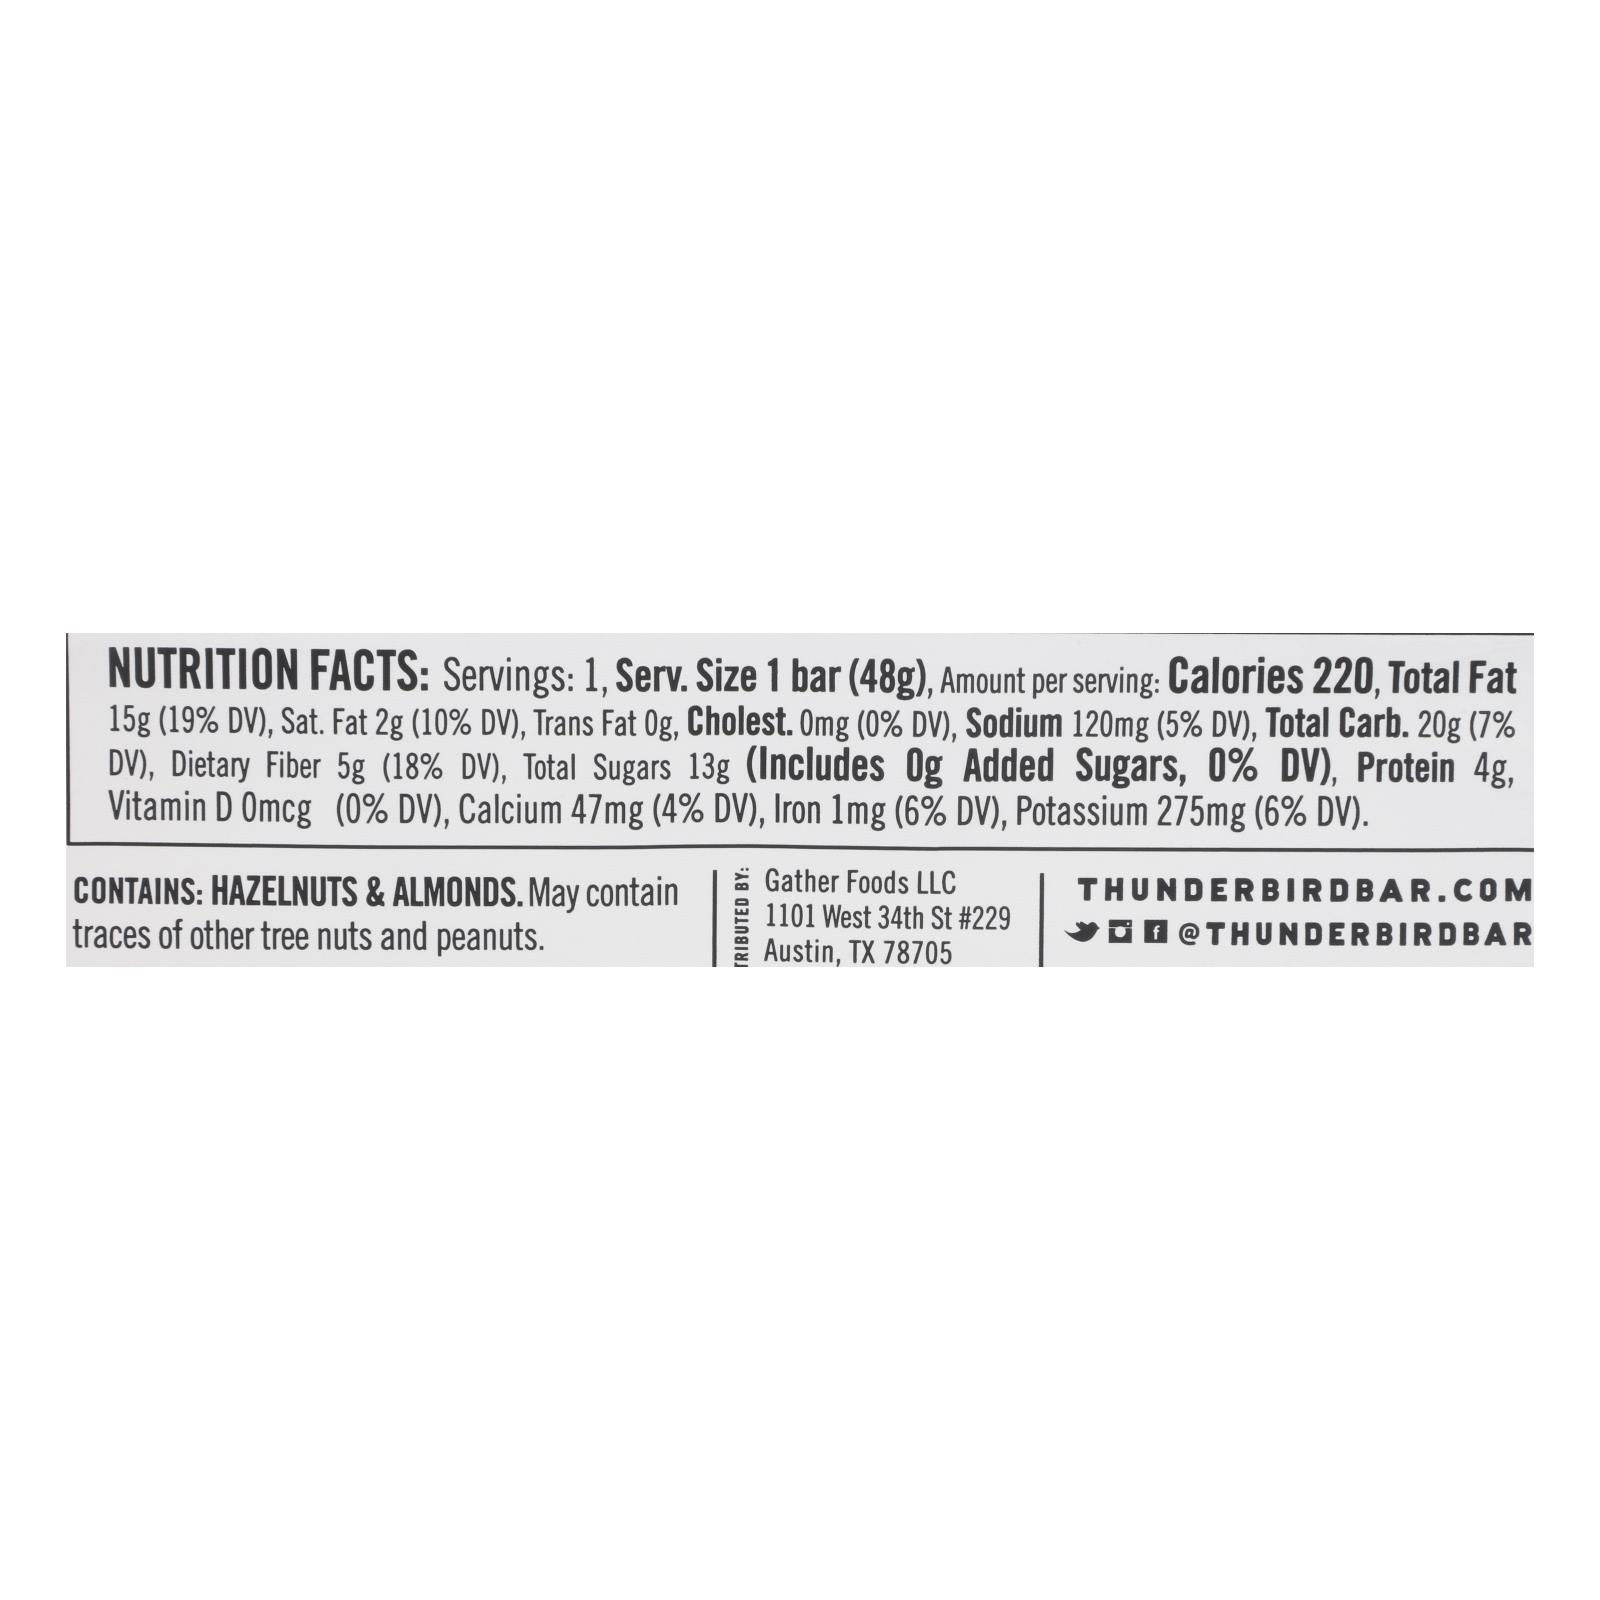 NUTRITION FACTS: Servings: 1, Serv. Size 1 bar (48g), Amount per serving: Calories 220, Total Fat
15g (19% DV), Sat. Fat 2g (10% DV), Trans Fat 0g, Cholest. 0mg (0% DV), Sodium 120mg (5% DV), Total Carb. 20g (7%
DV), Dietary Fiber 5g (18% DV), Total Sugars 13g (Includes 0g Added Sugars, 0% DV), Protein 4g,
Vitamin D 0mcg (0% DV), Calcium 47mg (4% DV), Iron 1mg (6% DV), Potassium 275mg (6% DV).
CONTAINS: HAZELNUTS & ALMONDS. May contain
traces of other tree nuts and peanuts.
TRIBUTED BY:
Gather Foods LLC
1101 West 34th St #229
Austin, TX 78705
THUNDERBIRDBAR.COM
@THUNDERBIRDBAR